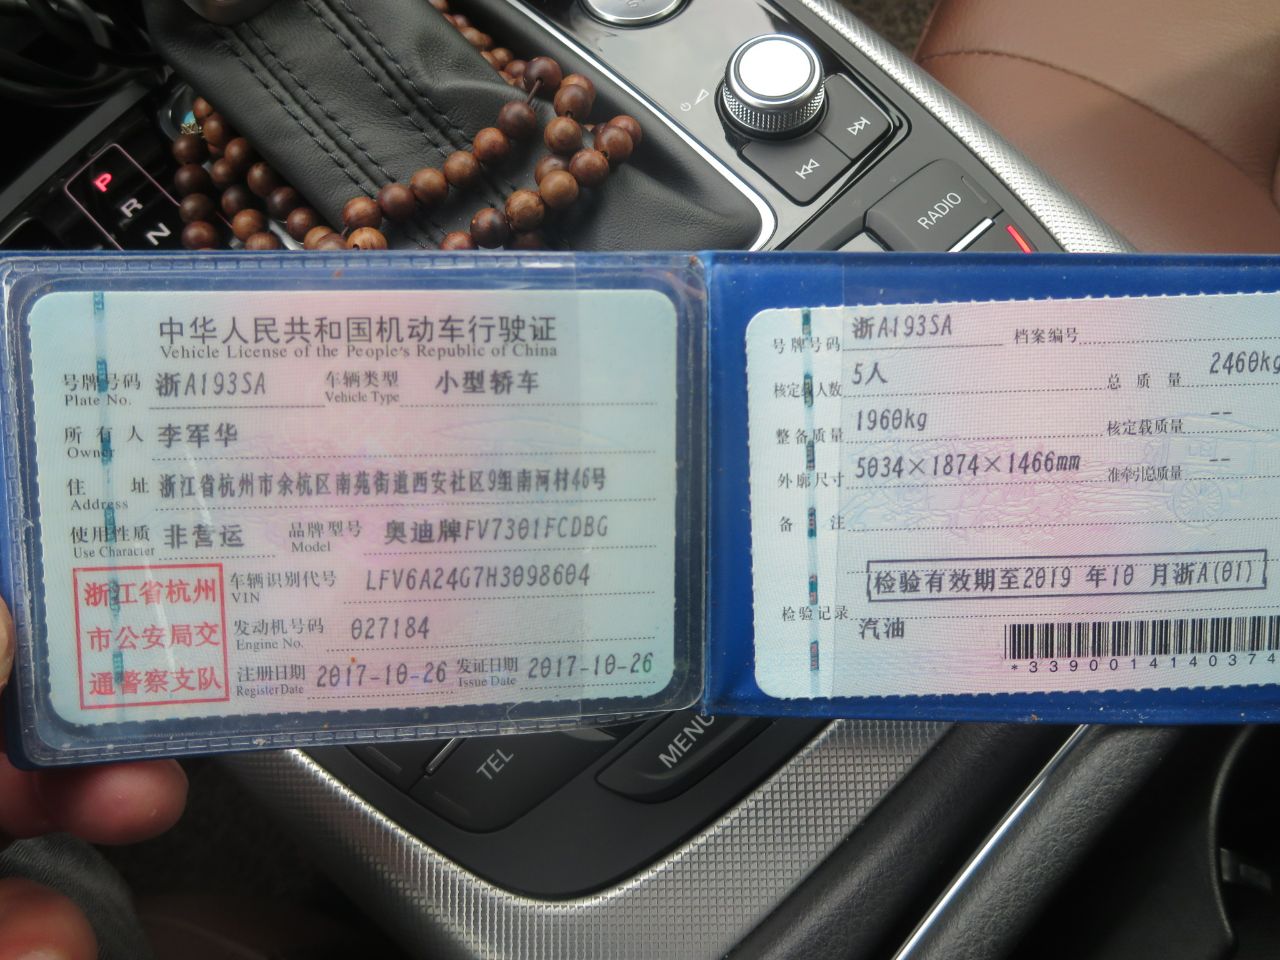 P
R
N
RADIO
中华人民共和国机动车行驶证
Vehicle License of the People's Republic of China
号牌号码 浙A193SA 车辆类型 小型轿车
Plate No. Vehicle Type
所有人 李军华
Owner
住址 浙江省杭州市余杭区南苑街道西安社区9组南河村46号
Address
使用性质 非营运 品牌型号 奥迪牌FV7301FCDBG
Use Character Model
浙江省杭州
市公安局交
通警察支队
车辆识别代号 LFV6A24G7H3098604
VIN
发动机号码 027184
Engine No.
注册日期 2017-10-26 发证日期 2017-10-26
Register Date Issue Date
号牌号码 浙A193SA 档案编号
核定载人数 5人 总质量 2460kg
整备质量 1960kg 核定载质量 --
外廓尺寸 5034×1874×1466mm 准牵引总质量 --
备注
检验有效期至2019 年10 月浙A(01)
检验记录
汽油
*3390014140374
TEL
MENU